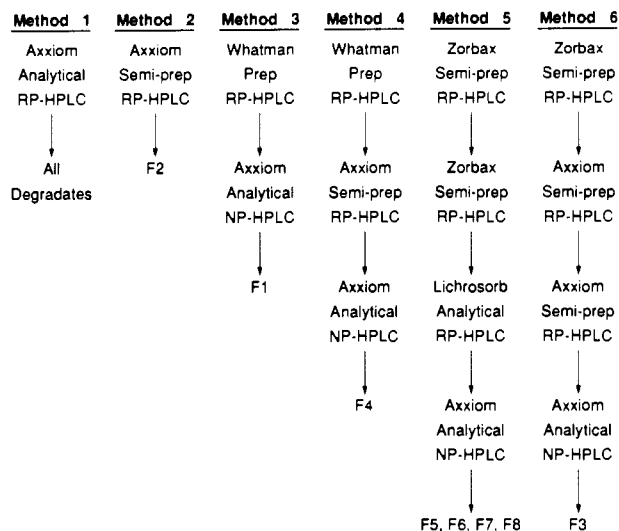 Method 1
Axxiom
Analytical
RP-HPLC
All
Degradates
Method 2
Axxiom
Semi-prep
RP-HPLC
F2
Method 3
Whatman
Prep
RP-HPLC
Axxiom
Analytical
NP-HPLC
F1
Method 4
Whatman
Prep
RP-HPLC
Axxiom
Semi-prep
RP-HPLC
Axxiom
Analytical
NP-HPLC
F4
Method 5
Zorbax
Semi-prep
RP-HPLC
Zorbax
Semi-prep
RP-HPLC
Lichrosorb
Analytical
RP-HPLC
Axxiom
Analytical
NP-HPLC
F5, F6, F7, F8
Method 6
Zorbax
Semi-prep
RP-HPLC
Axxiom
Semi-prep
RP-HPLC
Axxiom
Semi-prep
RP-HPLC
Axxiom
Analytical
NP-HPLC
F3